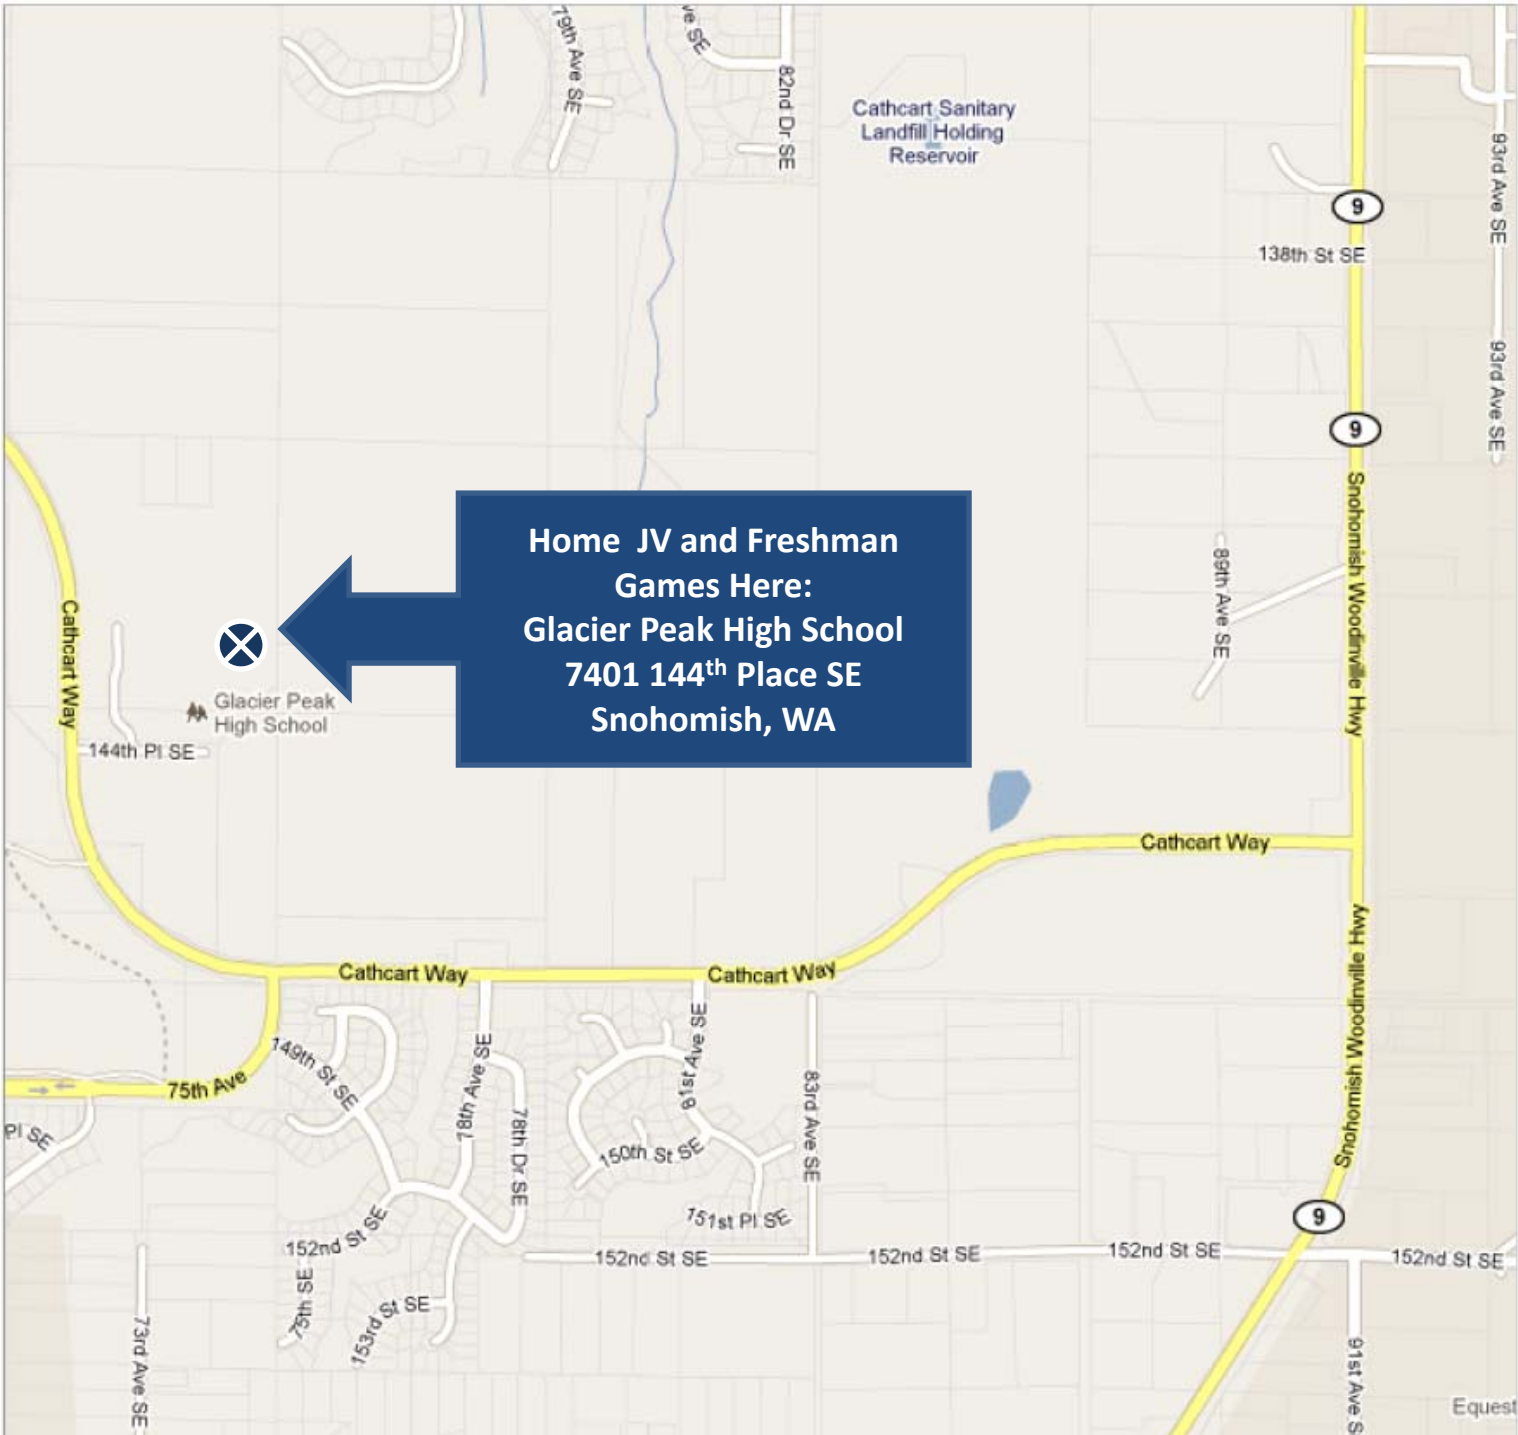 79th Ave SE
ve SE
82nd Dr SE
Cathcart Sanitary
Landfill Holding
Reservoir
93rd Ave SE
9
138th St SE
93rd Ave SE
9
Snohomish Woodinville Hwy
Home JV and Freshman
Games Here:
Glacier Peak High School
7401 144th Place SE
Snohomish, WA
89th Ave SE
Cathcart Way
Glacier Peak
High School
144th Pl SE
Cathcart Way
Cathcart Way
Cathcart Way
Snohomish Woodinville Hwy
149th St SE
75th Ave
78th Ave SE
78th Dr SE
81st Ave SE
83rd Ave SE
Pl SE
150th St SE
151st Pl SE
9
152nd St SE
152nd St SE
152nd St SE
152nd St SE
152nd St SE
75th SE
153rd St SE
73rd Ave SE
91st Ave S
Equest